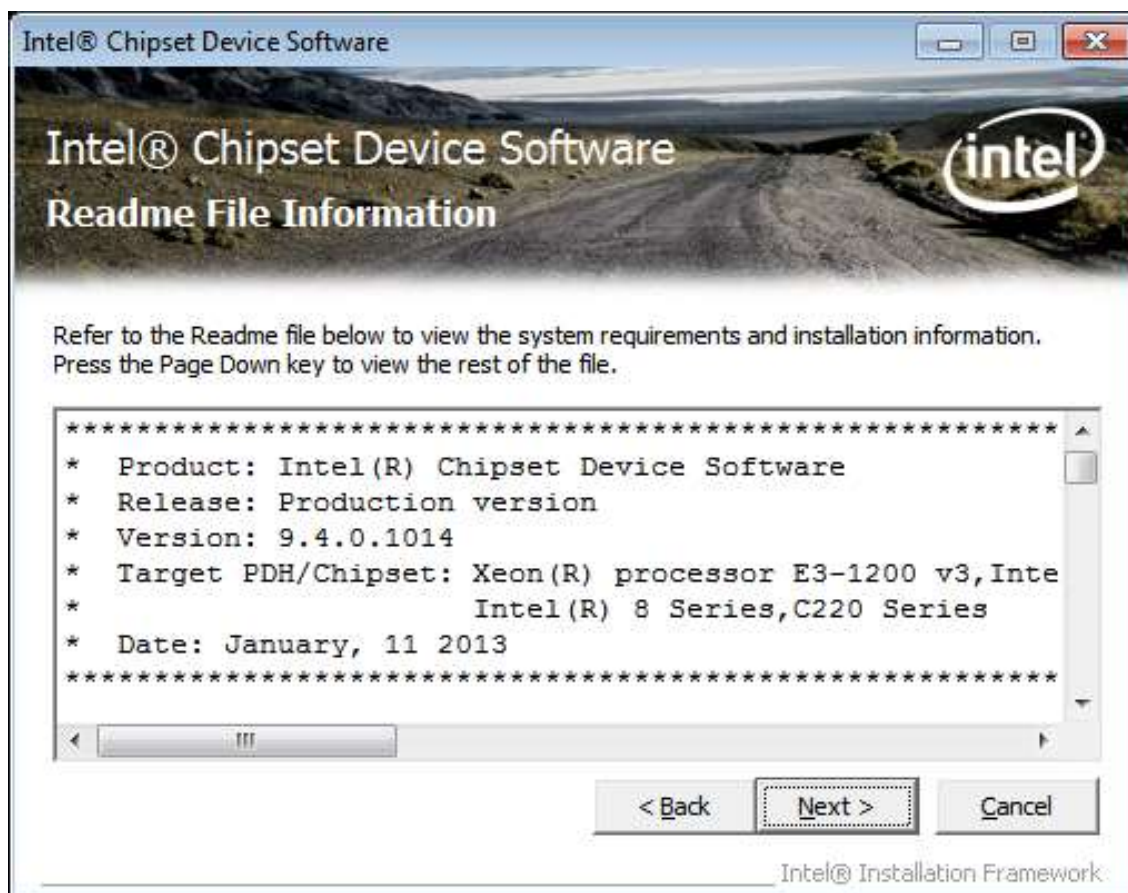 Intel® Chipset Device Software
Intel® Chipset Device Software
intel
Readme File Information
Refer to the Readme file below to view the system requirements and installation information.
Press the Page Down key to view the rest of the file.
************************************************************
*  Product: Intel(R) Chipset Device Software
*  Release: Production version
*  Version: 9.4.0.1014
*  Target PDH/Chipset: Xeon(R) processor E3-1200 v3,Inte
*                      Intel(R) 8 Series,C220 Series
*  Date: January, 11 2013
************************************************************
< Back
Next >
Cancel
Intel® Installation Framework